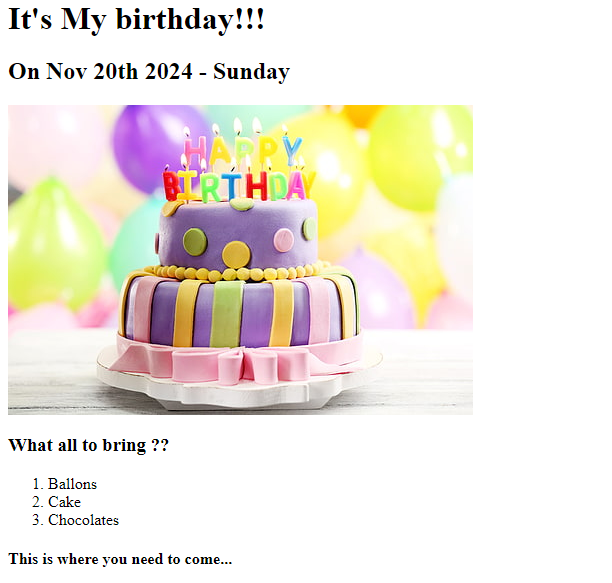 It's My birthday!!!
On Nov 20th 2024 - Sunday
HAPPY
BIRTHDAY
What all to bring ??
1. Ballons
2. Cake
3. Chocolates
This is where you need to come...